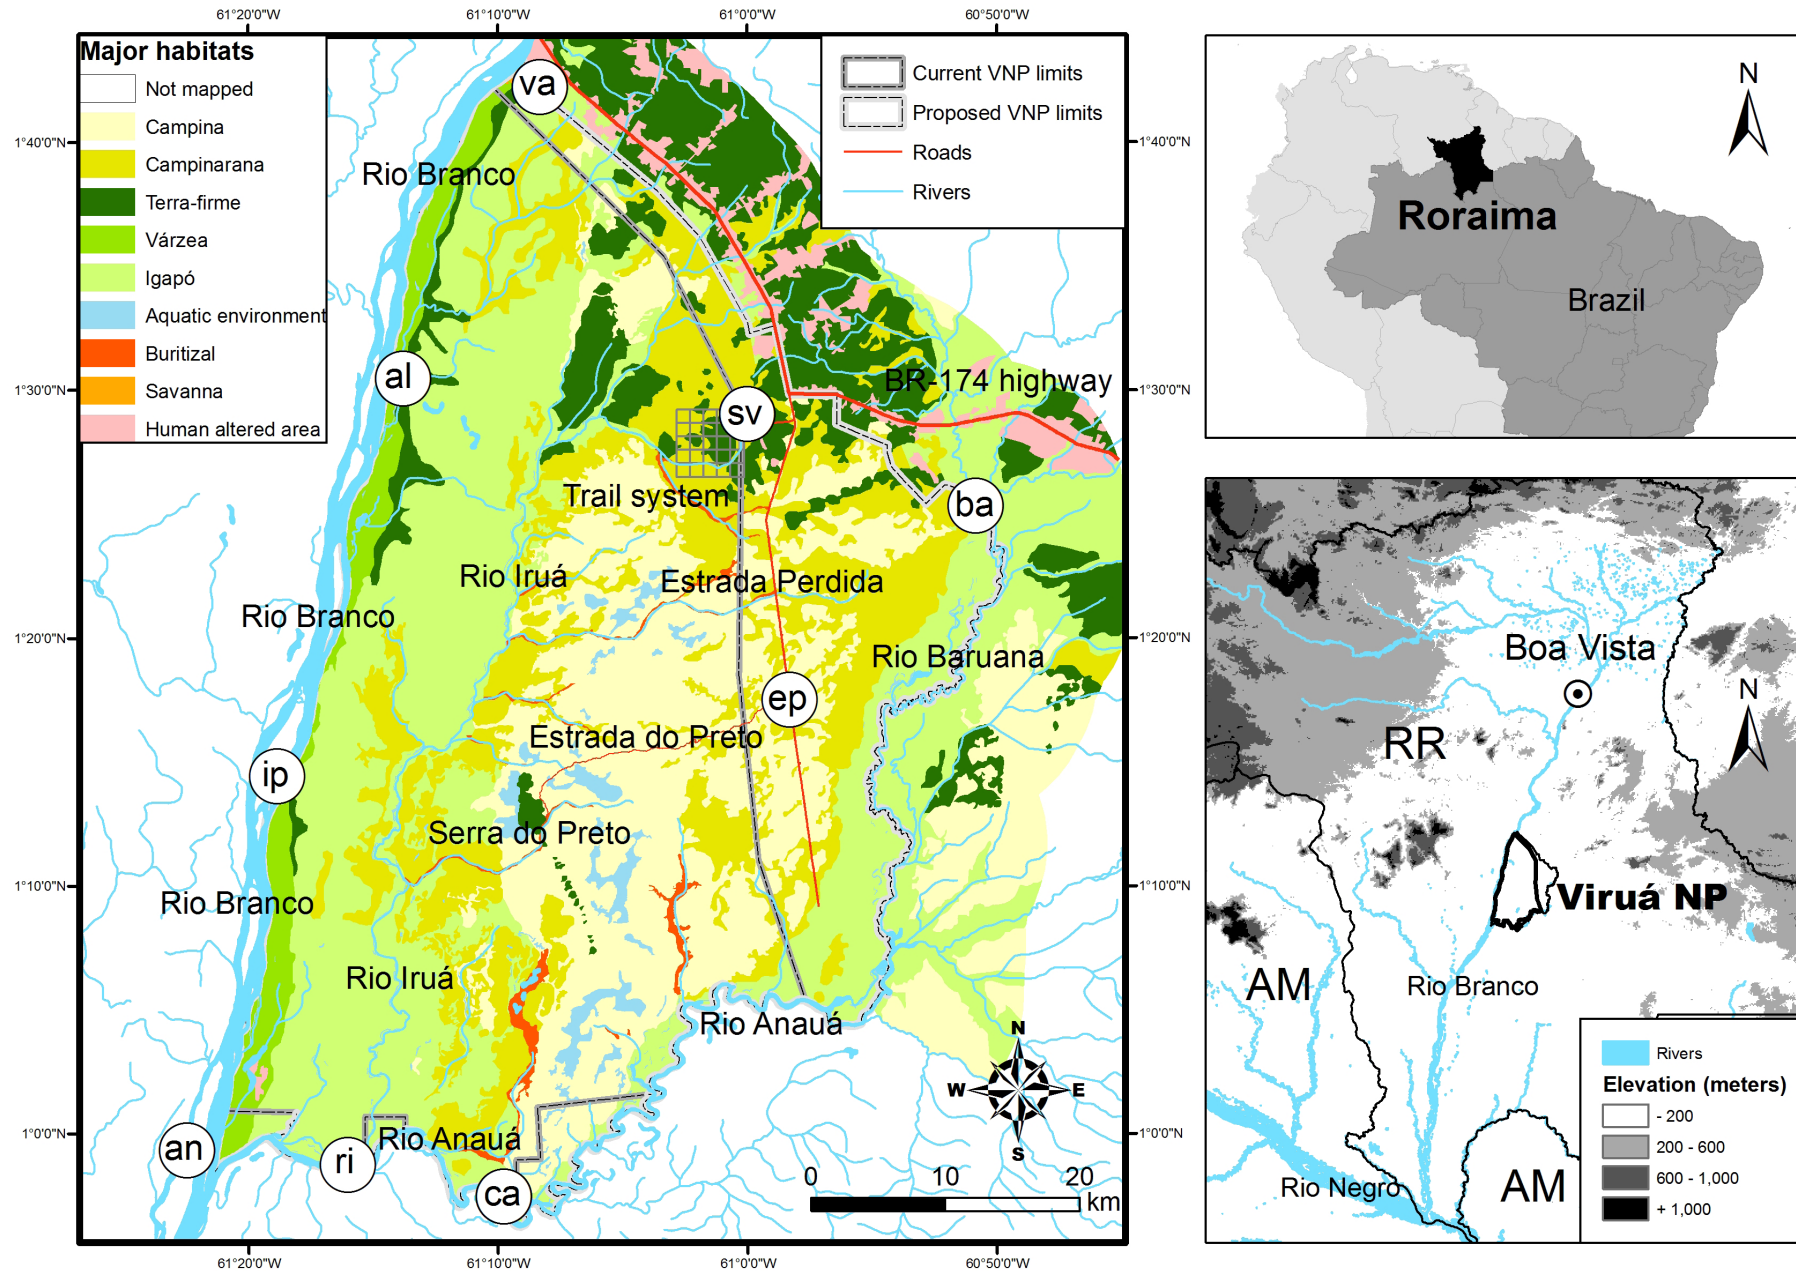 61°20'0"W
61°10'0"W
61°0'0"W
60°50'0"W
Major habitats
Not mapped
Campina
Campinarana
Terra-firme
Várzea
Igapó
Aquatic environment
Buritizal
Savanna
Human altered area
Current VNP limits
Proposed VNP limits
Roads
Rivers
1°40'0"N
1°30'0"N
1°20'0"N
1°10'0"N
1°0'0"N
1°40'0"N
1°30'0"N
1°20'0"N
1°10'0"N
1°0'0"N
va
Rio Branco
al
BR-174 highway
sv
Trail system
ba
Rio Iruá
Estrada Perdida
Rio Branco
Rio Baruana
ep
Estrada do Preto
ip
Serra do Preto
Rio Branco
Rio Iruá
Rio Anauá
N
W
E
S
an
ri
Rio Anauá
ca
0
10
20
km
61°20'0"W
61°10'0"W
61°0'0"W
60°50'0"W
N
Roraima
Brazil
Boa Vista
N
RR
Viruá NP
AM
Rio Branco
Rio Negro
AM
Rivers
Elevation (meters)
- 200
200 - 600
600 - 1,000
+ 1,000